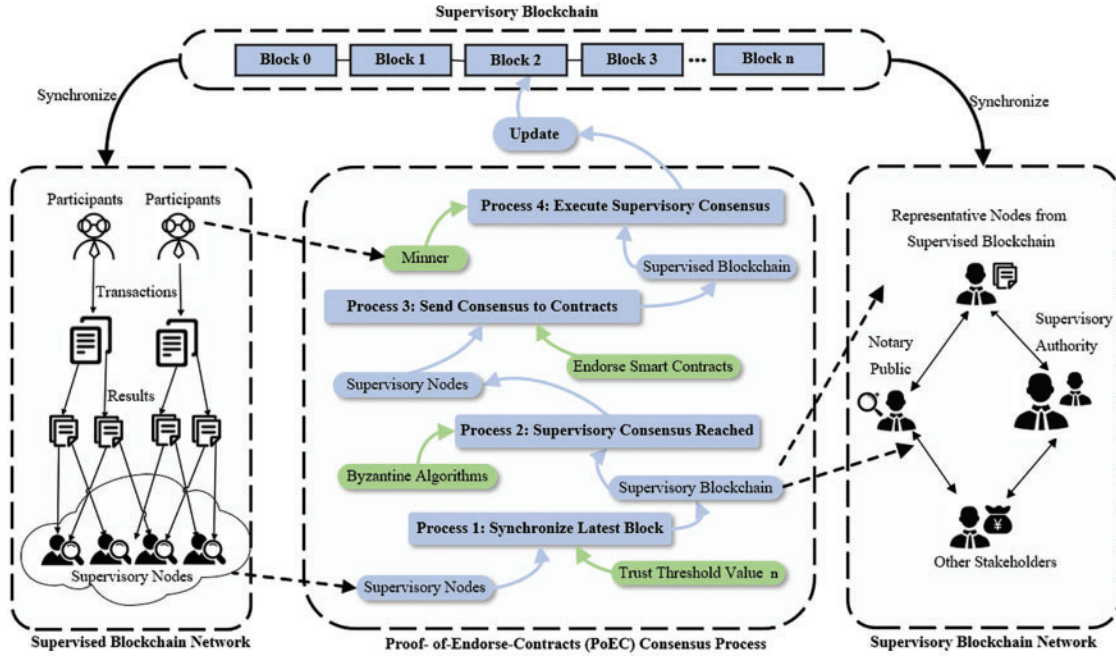 Supervisory Blockchain
Block 0
Block 1
Block 2
Block 3
Block n
Synchronize
Synchronize
Update
Participants
Participants
Transactions
Results
Supervisory Nodes
Supervised Blockchain Network
Process 4: Execute Supervisory Consensus
Minner
Supervised Blockchain
Process 3: Send Consensus to Contracts
Endorse Smart Contracts
Supervisory Nodes
Process 2: Supervisory Consensus Reached
Byzantine Algorithms
Supervisory Blockchain
Process 1: Synchronize Latest Block
Supervisory Nodes
Trust Threshold Value n
Proof- of-Endorse-Contracts (PoEC) Consensus Process
Representative Nodes from
Supervised Blockchain
Notary
Public
Supervisory
Authority
¥
Other Stakeholders
Supervisory Blockchain Network